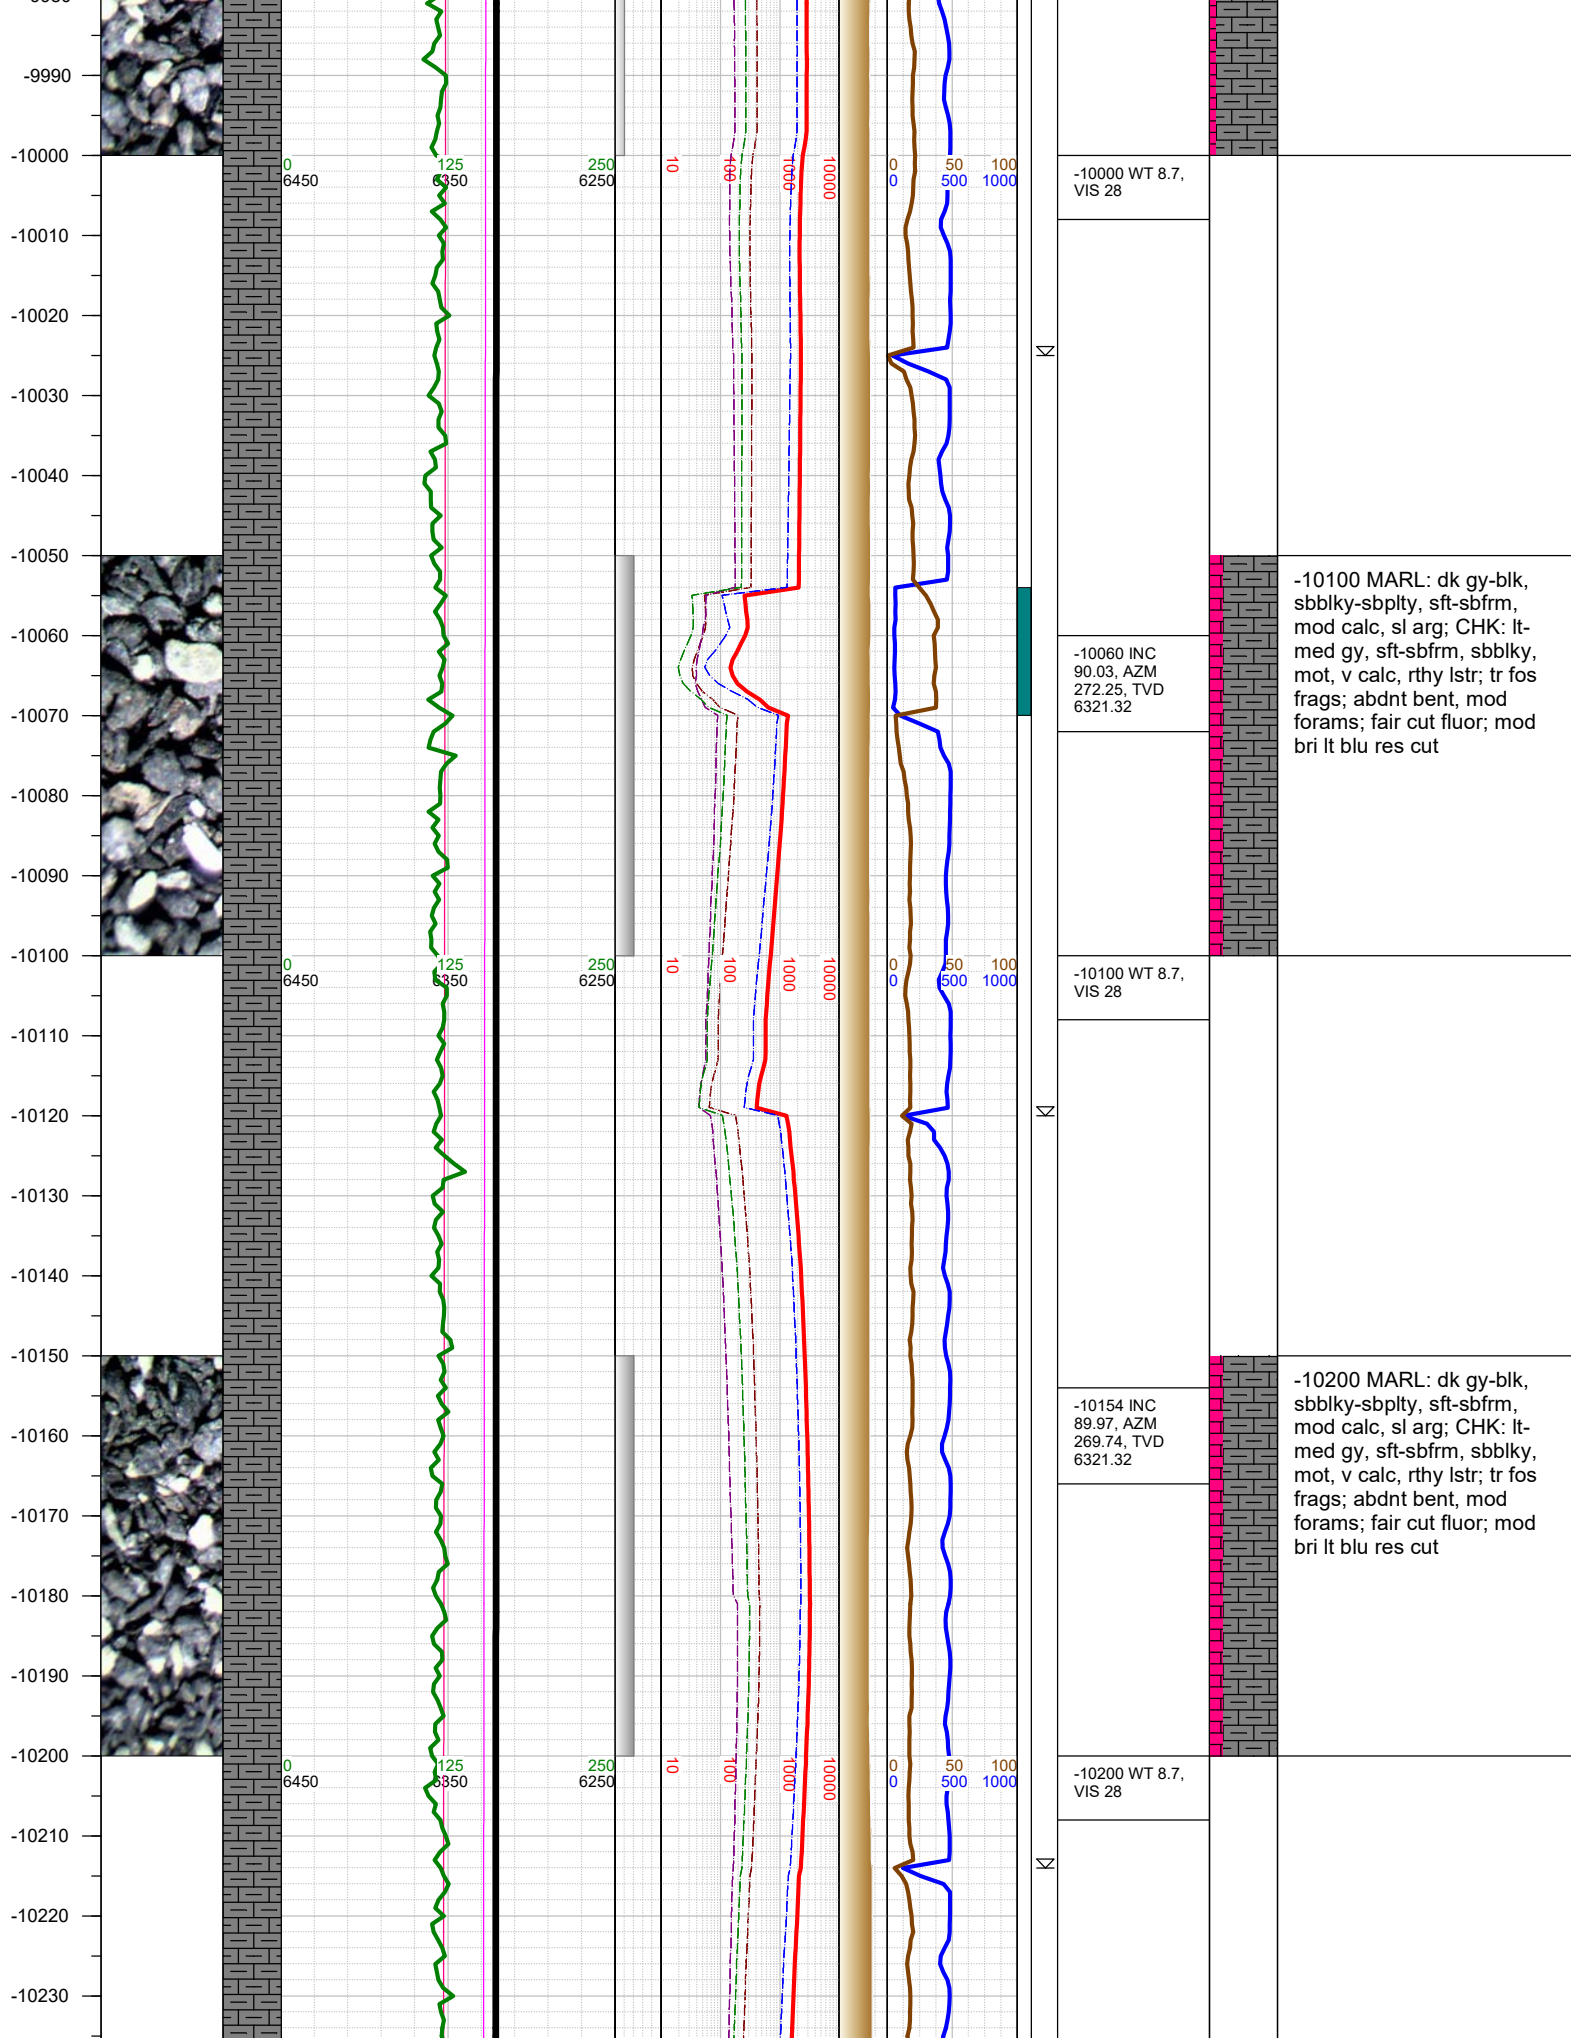 -9990
-10000
0 125 250 10 100 1000 10000 0 50 100
6450 6350 6250 0 500 1000
-10000 WT 8.7,
VIS 28
-10010
-10020
-10030
-10040
-10050
-10100 MARL: dk gy-blk,
sbblky-sbplty, sft-sbfrm,
mod calc, sl arg; CHK: lt-
med gy, sft-sbfrm, sbblky,
mot, v calc, rthy lstr; tr fos
frags; abdnt bent, mod
forams; fair cut fluor; mod
bri lt blu res cut
-10060
-10060 INC
90.03, AZM
272.25, TVD
6321.32
-10070
-10080
-10090
-10100
0 125 250 10 100 1000 10000 0 50 100
6450 6350 6250 0 500 1000
-10100 WT 8.7,
VIS 28
-10110
-10120
-10130
-10140
-10150
-10200 MARL: dk gy-blk,
sbblky-sbplty, sft-sbfrm,
mod calc, sl arg; CHK: lt-
med gy, sft-sbfrm, sbblky,
mot, v calc, rthy lstr; tr fos
frags; abdnt bent, mod
forams; fair cut fluor; mod
bri lt blu res cut
-10154 INC
89.97, AZM
269.74, TVD
6321.32
-10160
-10170
-10180
-10190
-10200
0 125 250 10 100 1000 10000 0 50 100
6450 6350 6250 0 500 1000
-10200 WT 8.7,
VIS 28
-10210
-10220
-10230